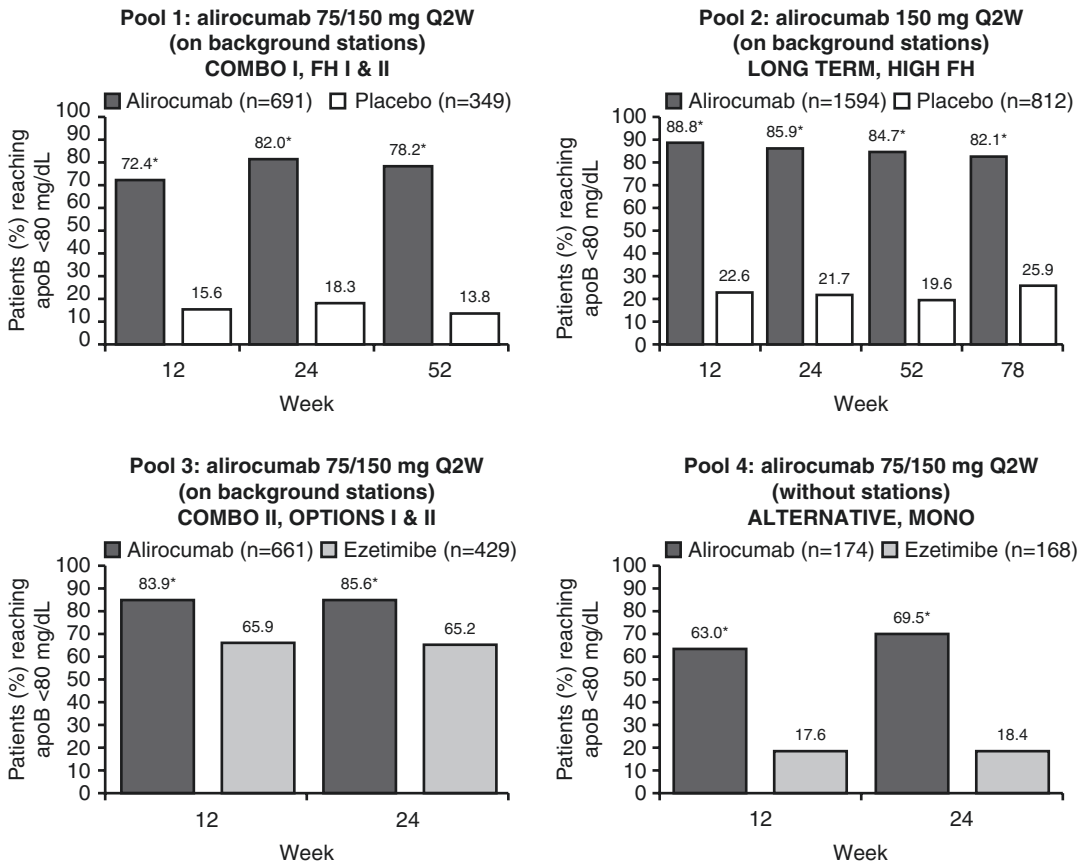 Pool 1: alirocumab 75/150 mg Q2W
(on background stations)
COMBO I, FH I & II
Alirocumab (n=691) Placebo (n=349)
Patients (%) reaching
apoB <80 mg/dL
100
90
80
70
60
50
40
30
20
10
0
72.4*
15.6
82.0*
18.3
78.2*
13.8
12 24 52
Week
Pool 2: alirocumab 150 mg Q2W
(on background stations)
LONG TERM, HIGH FH
Alirocumab (n=1594) Placebo (n=812)
Patients (%) reaching
apoB <80 mg/dL
100
90
80
70
60
50
40
30
20
10
0
88.8*
22.6
85.9*
21.7
84.7*
19.6
82.1*
25.9
12 24 52 78
Week
Pool 3: alirocumab 75/150 mg Q2W
(on background stations)
COMBO II, OPTIONS I & II
Alirocumab (n=661) Ezetimibe (n=429)
Patients (%) reaching
apoB <80 mg/dL
100
90
80
70
60
50
40
30
20
10
0
83.9*
65.9
85.6*
65.2
12 24
Week
Pool 4: alirocumab 75/150 mg Q2W
(without stations)
ALTERNATIVE, MONO
Alirocumab (n=174) Ezetimibe (n=168)
Patients (%) reaching
apoB <80 mg/dL
100
90
80
70
60
50
40
30
20
10
0
63.0*
17.6
69.5*
18.4
12 24
Week